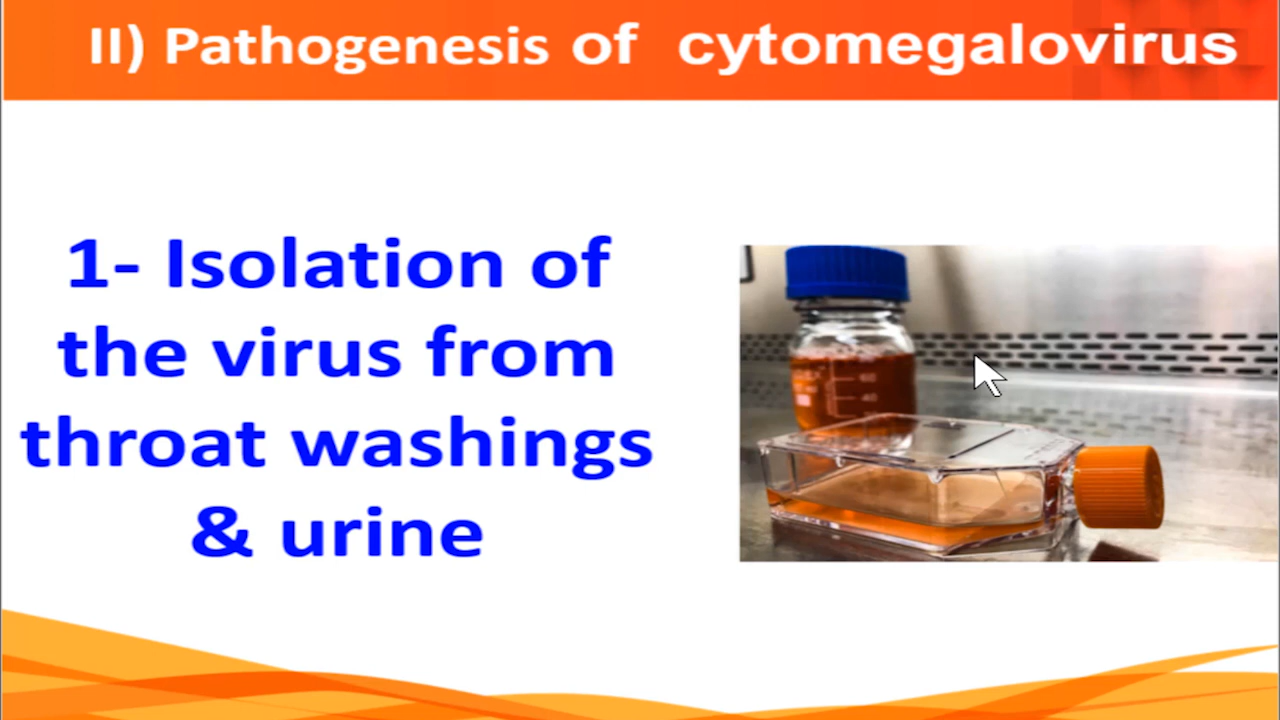 II) Pathogenesis of cytomegalovirus
1- Isolation of
the virus from
throat washings
& urine